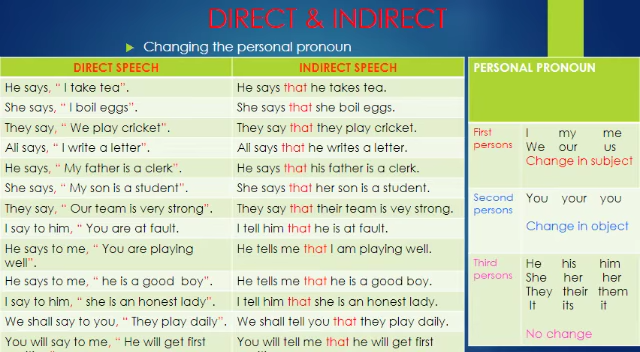 DIRECT & INDIRECT
Changing the personal pronoun
DIRECT SPEECH INDIRECT SPEECH
He says, “ I take tea”. He says that he takes tea.
She says, “ I boil eggs”. She says that she boil eggs.
They say, “ We play cricket”. They say that they play cricket.
Ali says, “ I write a letter”. Ali says that he writes a letter.
He says, “ My father is a clerk”. He says that his father is a clerk.
She says, “ My son is a student”. She says that her son is a student.
They say, “ Our team is very strong”. They say that their team is vey strong.
I say to him, “ You are at fault. I tell him that he is at fault.
He says to me, “ You are playing He tells me that I am playing well.
well”.
He says to me, “ he is a good boy”. He tells me that he is a good boy.
I say to him, “ she is an honest lady”. I tell him that she is an honest lady.
We shall say to you, “ They play daily”. We shall tell you that they play daily.
You will say to me, “ He will get first You will tell me that he will get first
PERSONAL PRONOUN
First I my me
persons We our us
Change in subject
Second You your you
persons
Change in object
Third He his him
persons She her her
They their them
It its it
No change